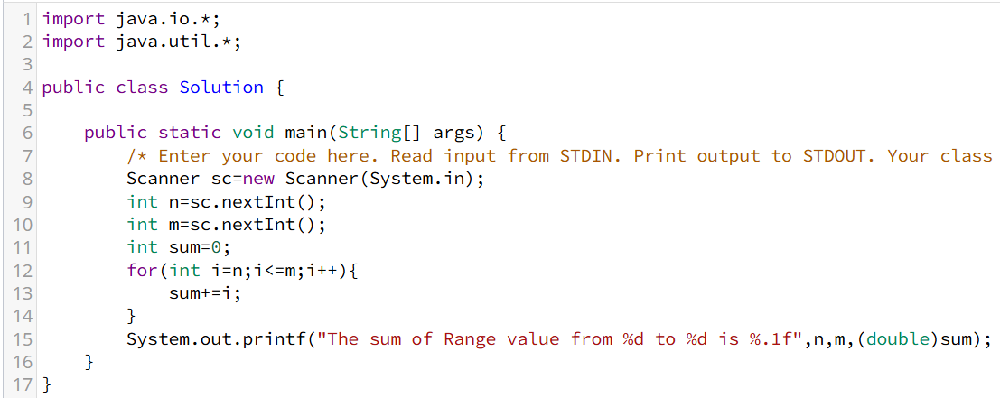 1 import java.io.*;
2 import java.util.*;
3
4 public class Solution {
5
6     public static void main(String[] args) {
7         /* Enter your code here. Read input from STDIN. Print output to STDOUT. Your class
8         Scanner sc=new Scanner(System.in);
9         int n=sc.nextInt();
10         int m=sc.nextInt();
11         int sum=0;
12         for(int i=n;i<=m;i++){
13             sum+=i;
14         }
15         System.out.printf("The sum of Range value from %d to %d is %.1f",n,m,(double)sum);
16     }
17 }